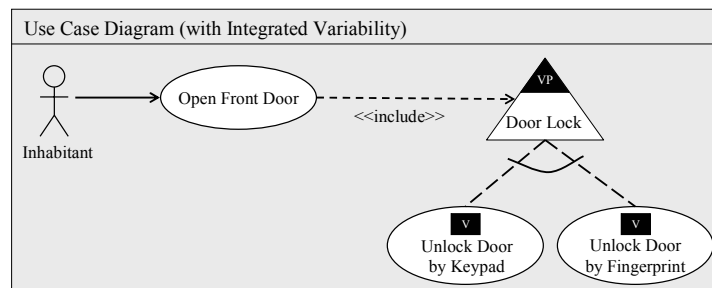 Use Case Diagram (with Integrated Variability)
VP
Open Front Door
<<include>>
Door Lock
Inhabitant
V
Unlock Door
by Keypad
V
Unlock Door
by Fingerprint